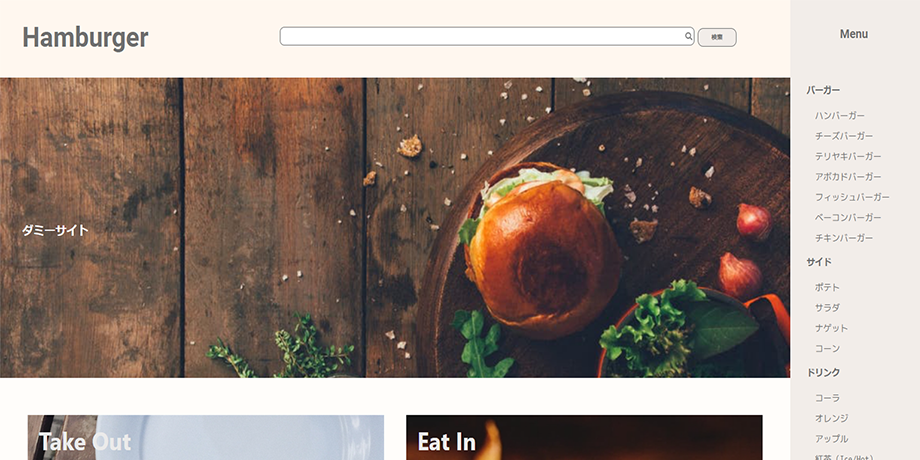 Hamburger
検索
ダミーサイト
Take Out
Eat In
Menu
バーガー
ハンバーガー
チーズバーガー
テリヤキバーガー
アボカドバーガー
フィッシュバーガー
ベーコンバーガー
チキンバーガー
サイド
ポテト
サラダ
ナゲット
コーン
ドリンク
コーラ
オレンジ
アップル
紅茶（Ice/Hot）